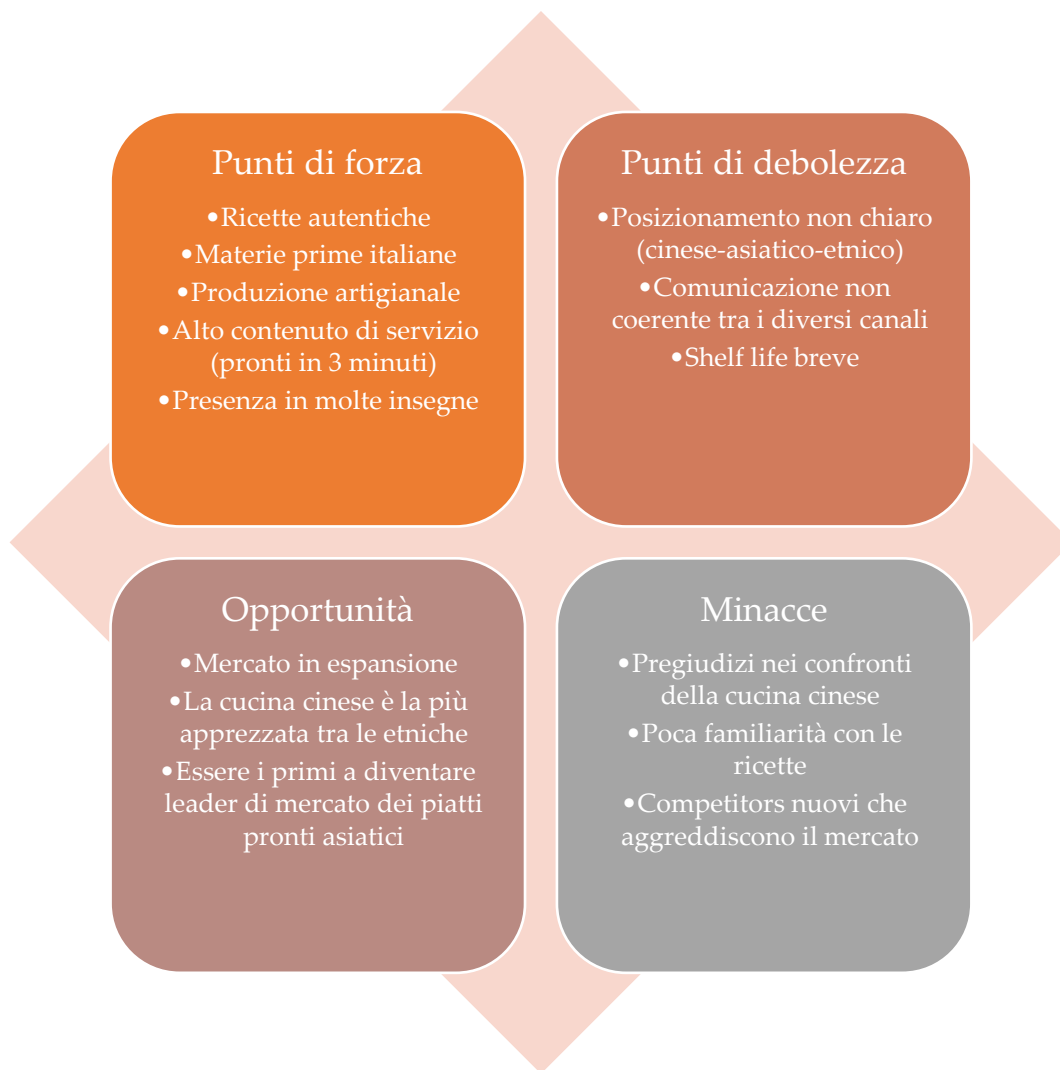 Punti di forza
•Ricette autentiche
•Materie prime italiane
•Produzione artigianale
•Alto contenuto di servizio
(pronti in 3 minuti)
•Presenza in molte insegne
Punti di debolezza
•Posizionamento non chiaro
(cinese-asiatico-etnico)
•Comunicazione non
coerente tra i diversi canali
•Shelf life breve
Opportunità
•Mercato in espansione
•La cucina cinese è la più
apprezzata tra le etniche
•Essere i primi a diventare
leader di mercato dei piatti
pronti asiatici
Minacce
•Pregiudizi nei confronti
della cucina cinese
•Poca familiarità con le
ricette
•Competitors nuovi che
aggreddiscono il mercato